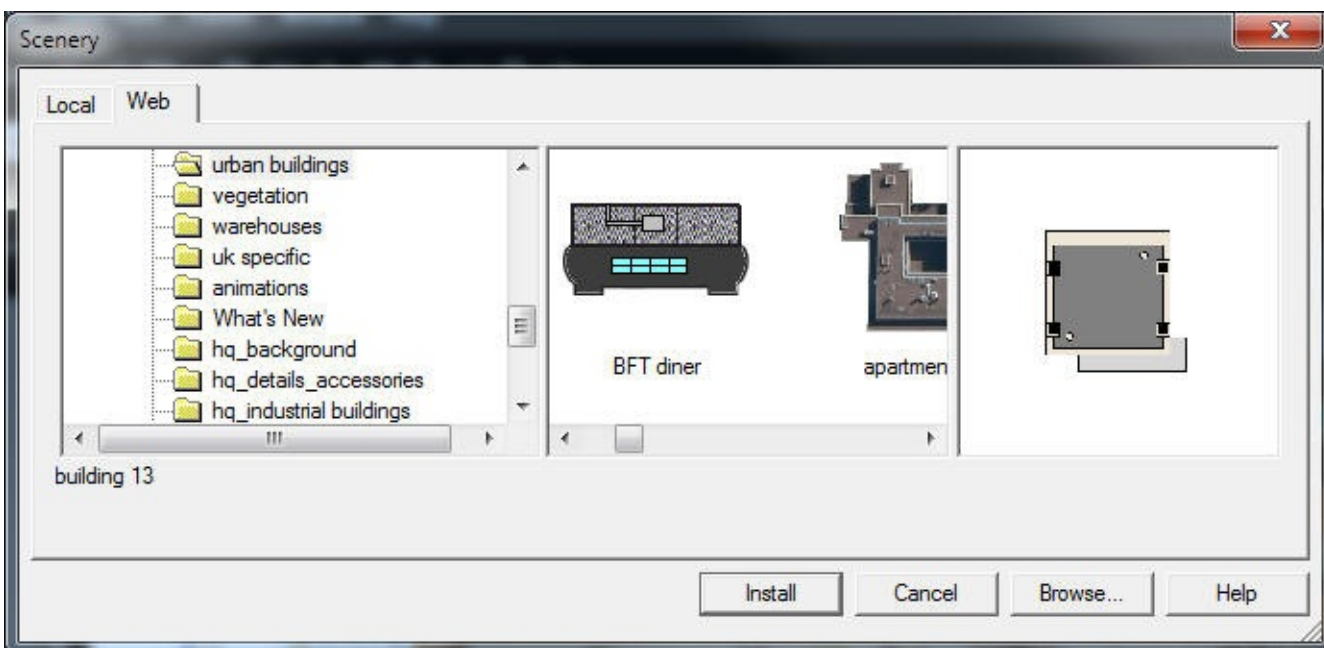 Scenery
Local
Web
urban buildings
vegetation
warehouses
uk specific
animations
What's New
hq_background
hq_details_accessories
hq_industrial buildings
BFT diner
apartmen
building 13
Install
Cancel
Browse...
Help